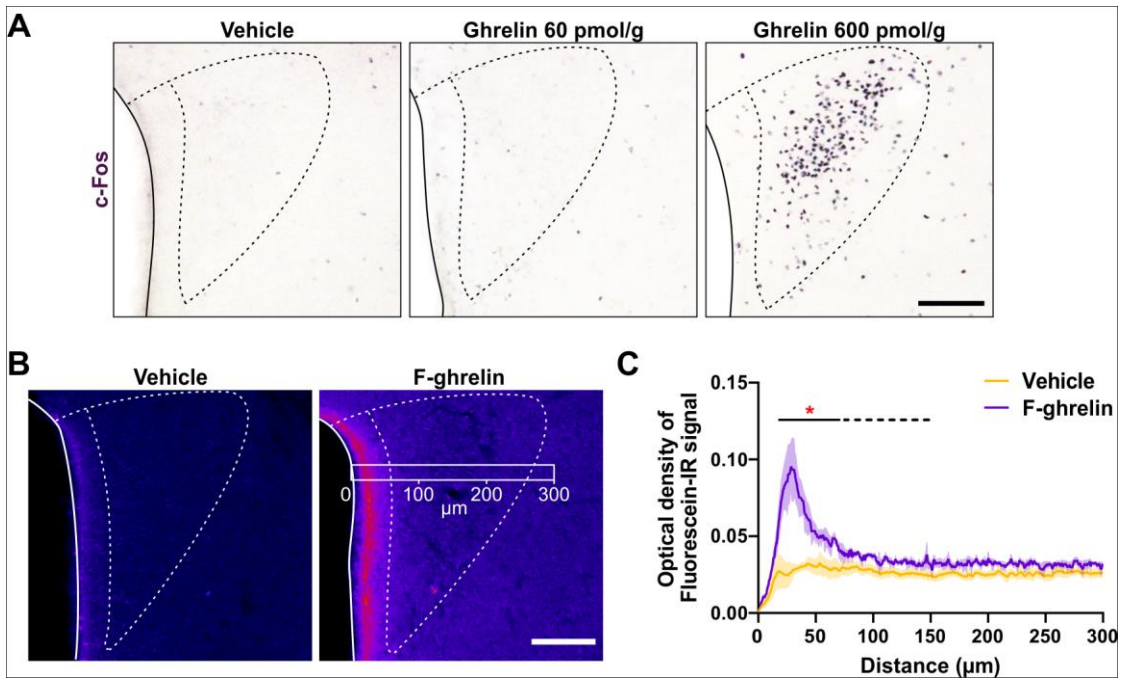 A
Vehicle
Ghrelin 60 pmol/g
Ghrelin 600 pmol/g
c-Fos
B
Vehicle
F-ghrelin
0
100
200
300
µm
C
Optical density of
Fluorescein-IR signal
0.15
0.10
0.05
0.00
*
Vehicle
F-ghrelin
0
50
100
150
200
250
300
Distance (µm)